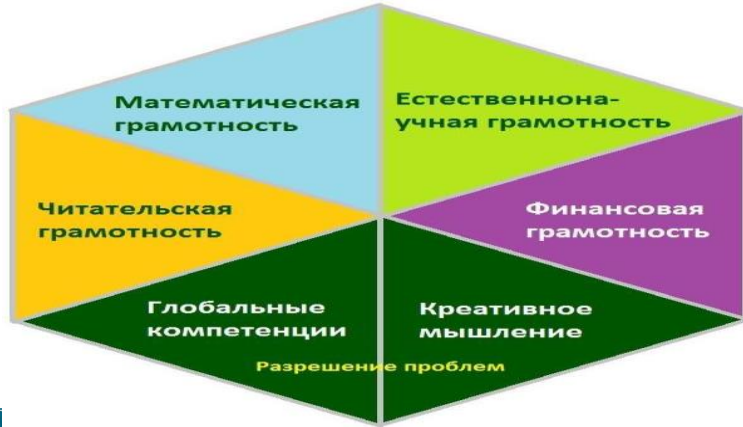 Математическая
грамотность
Естественнона-
учная грамотность
Читательская
грамотность
Финансовая
грамотность
Глобальные
компетенции
Креативное
мышление
Разрешение проблем